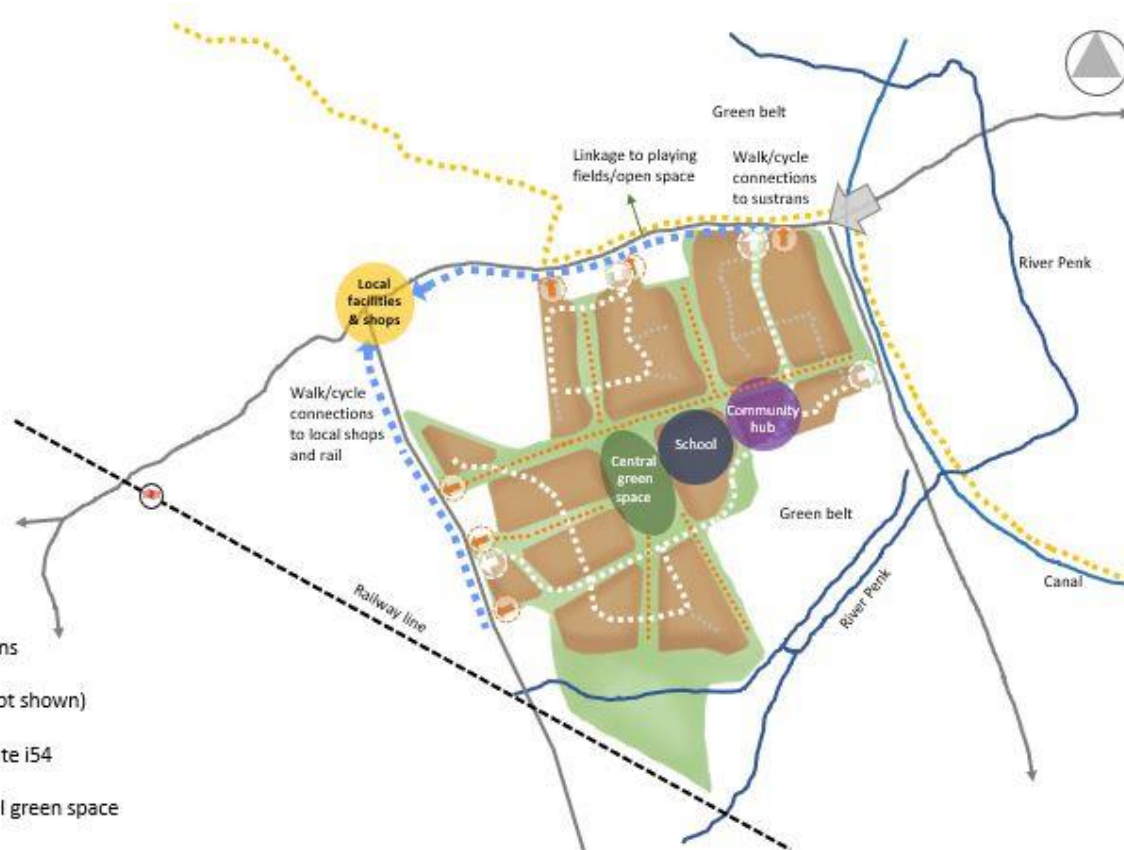 Green belt
Linkage to playing
fields/open space
Walk/cycle
connections
to sustrans
River Penk
Local
facilities
& shops
Walk/cycle
connections
to local shops
and rail
Community
hub
School
Central
green
space
Green belt
Canal
River Penk
Railway line
ns
ot shown)
te i54
l green space